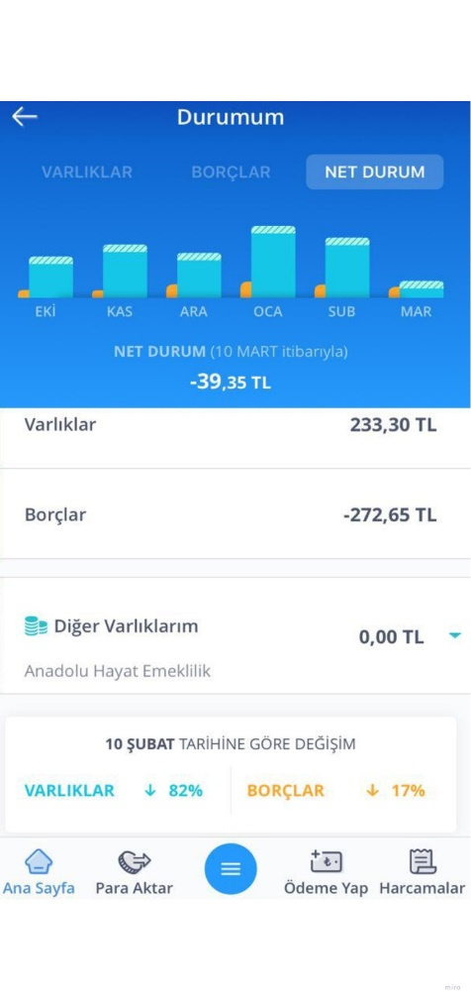 Durumum
VARLIKLAR BORÇLAR NET DURUM
EKİ KAS ARA OCA SUB MAR
NET DURUM (10 MART itibarıyla)
-39,35 TL
Varlıklar 233,30 TL
Borçlar -272,65 TL
Diğer Varlıklarım 0,00 TL
Anadolu Hayat Emeklilik
10 ŞUBAT TARİHİNE GÖRE DEĞİŞİM
VARLIKLAR ↓ 82% BORÇLAR ↓ 17%
Ana Sayfa Para Aktar Ödeme Yap Harcamalar
miro